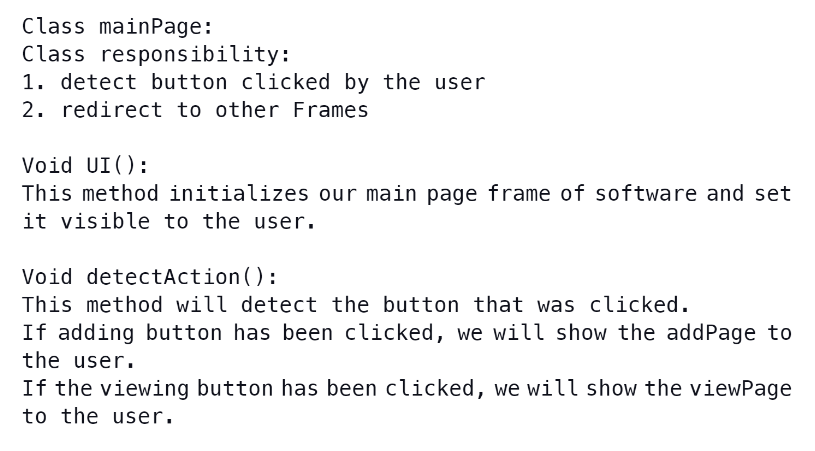 Class mainPage:
Class responsibility:
1. detect button clicked by the user
2. redirect to other Frames
Void UI():
This method initializes our main page frame of software and set
it visible to the user.
Void detectAction():
This method will detect the button that was clicked.
If adding button has been clicked, we will show the addPage to
the user.
If the viewing button has been clicked, we will show the viewPage
to the user.